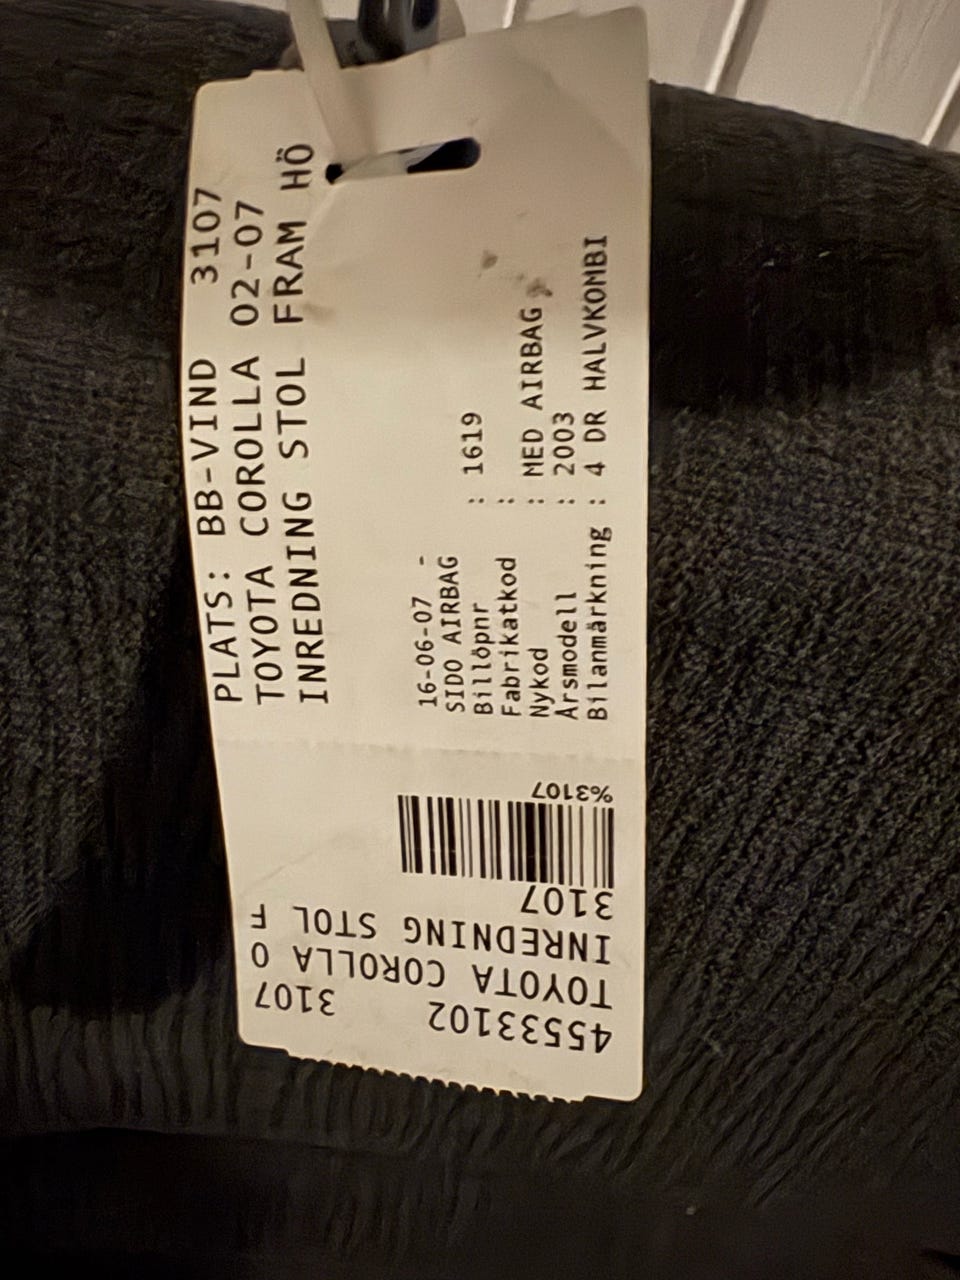 PLATS: BB-VIND 3107
TOYOTA COROLLA 02-07
INREDNING STOL FRAM HÖ
16-06-07 -
SIDO AIRBAG
Billöpnr : 1619
Fabrikatkod :
Nykod : MED AIRBAG
Årsmodell : 2003
Bilanmärkning : 4 DR HALVKOMBI
45533102 3107
TOYOTA COROLLA 0
INREDNING STOL F
3107
%3107